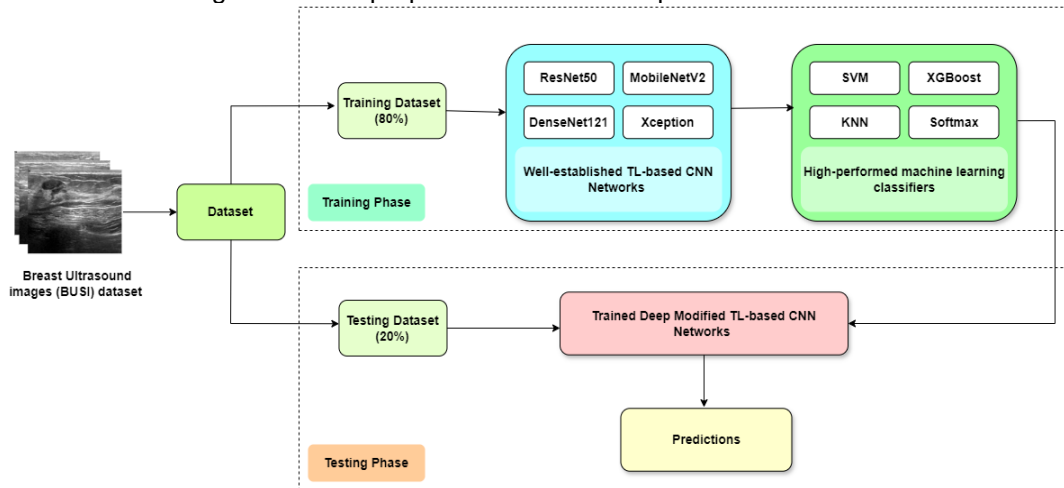 ResNet50
MobileNetV2
DenseNet121
Xception
Well-established TL-based CNN
Networks
SVM
XGBoost
KNN
Softmax
High-performed machine learning
classifiers
Training Dataset
(80%)
Training Phase
Dataset
Breast Ultrasound
images (BUSI) dataset
Testing Dataset
(20%)
Trained Deep Modified TL-based CNN
Networks
Predictions
Testing Phase